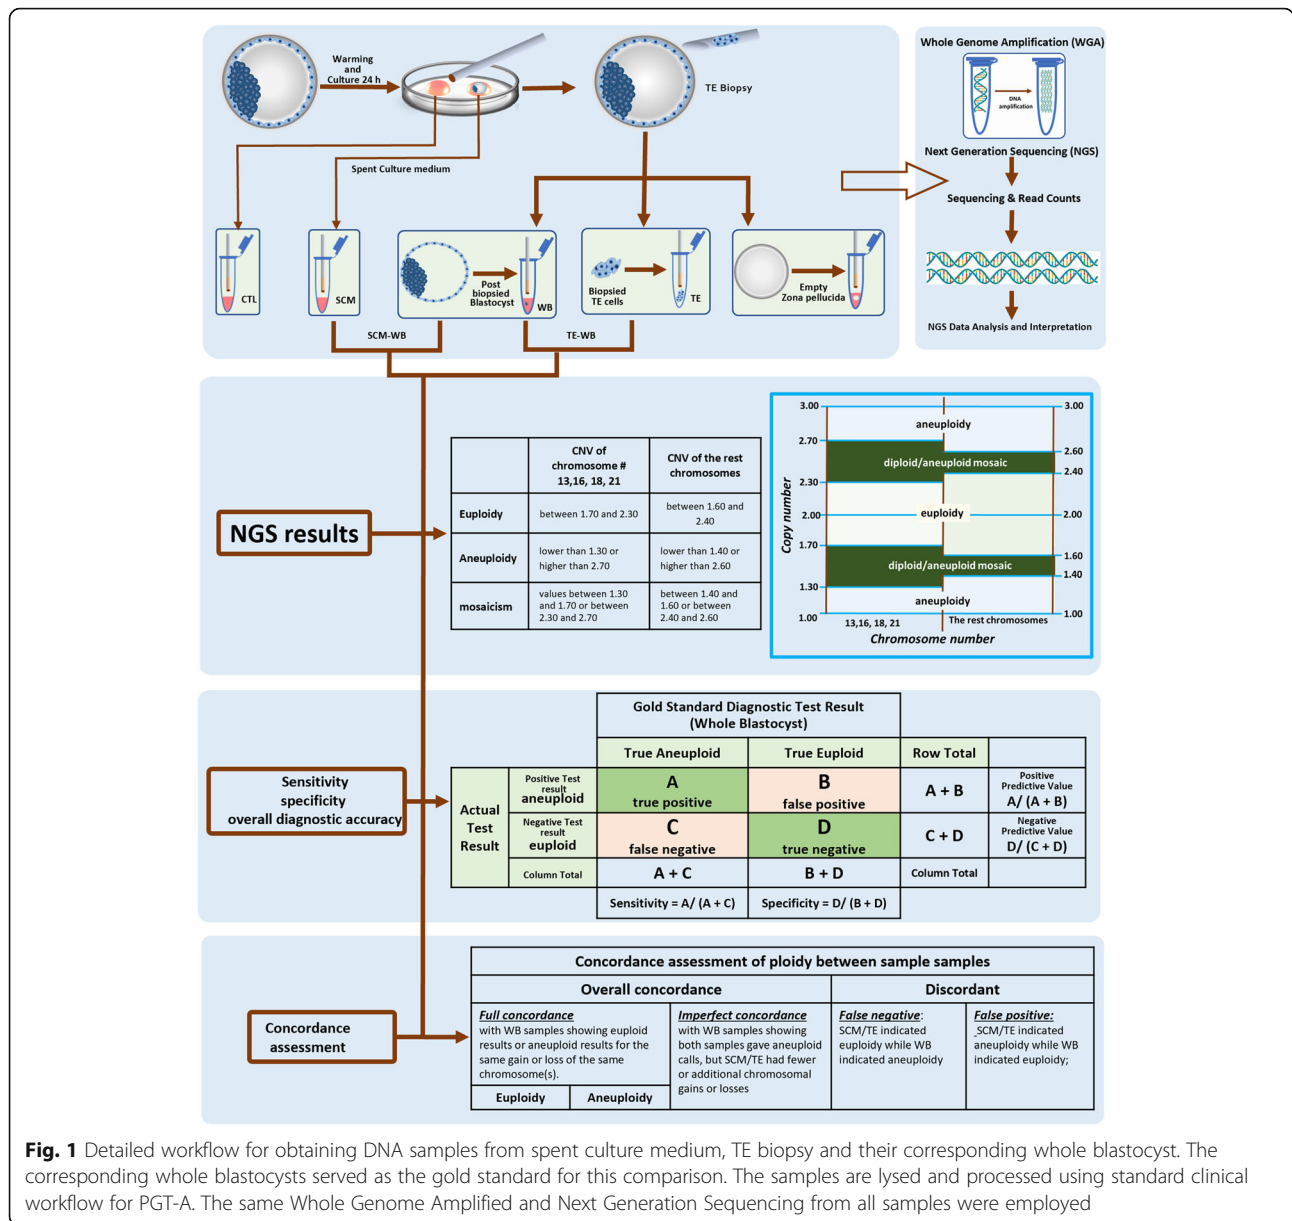 Warming
and
Culture 24 h
TE Biopsy
Spent Culture medium
CTL
SCM
Post
biopsied
Blastocyst
WB
Biopsied
TE cells
TE
Empty
Zona pellucida
SCM-WB
TE-WB
Whole Genome Amplification (WGA)
DNA
amplification
Next Generation Sequencing (NGS)
Sequencing & Read Counts
NGS Data Analysis and Interpretation
NGS results
CNV of
chromosome #
13,16, 18, 21
CNV of the rest
chromosomes
Euploidy
between 1.70 and 2.30
between 1.60 and
2.40
Aneuploidy
lower than 1.30 or
higher than 2.70
lower than 1.40 or
higher than 2.60
mosaicism
values between 1.30
and 1.70 or between
2.30 and 2.70
between 1.40 and
1.60 or between
2.40 and 2.60
Copy number
3.00
2.70
2.30
2.00
1.70
1.30
1.00
aneuploidy
diploid/aneuploid mosaic
euploidy
diploid/aneuploid mosaic
aneuploidy
3.00
2.60
2.40
2.00
1.60
1.40
1.00
13,16, 18, 21
The rest chromosomes
Chromosome number
Sensitivity
specificity
overall diagnostic accuracy
Gold Standard Diagnostic Test Result
(Whole Blastocyst)
True Aneuploid
True Euploid
Row Total
Actual
Test
Result
Positive Test
result
aneuploid
A
true positive
B
false positive
A + B
Positive
Predictive Value
A/ (A + B)
Negative Test
result
euploid
C
false negative
D
true negative
C + D
Negative
Predictive Value
D/ (C + D)
Column Total
A + C
B + D
Column Total
Sensitivity = A/ (A + C)
Specificity = D/ (B + D)
Concordance
assessment
Concordance assessment of ploidy between sample samples
Overall concordance
Discordant
Full concordance
with WB samples showing euploid
results or aneuploid results for the
same gain or loss of the same
chromosome(s).
Euploidy
Aneuploidy
Imperfect concordance
with WB samples showing
both samples gave aneuploid
calls, but SCM/TE had fewer
or additional chromosomal
gains or losses
False negative:
SCM/TE indicated
euploidy while WB
indicated aneuploidy
False positive:
SCM/TE indicated
aneuploidy while WB
indicated euploidy;
Fig. 1 Detailed workflow for obtaining DNA samples from spent culture medium, TE biopsy and their corresponding whole blastocyst. The
corresponding whole blastocysts served as the gold standard for this comparison. The samples are lysed and processed using standard clinical
workflow for PGT-A. The same Whole Genome Amplified and Next Generation Sequencing from all samples were employed